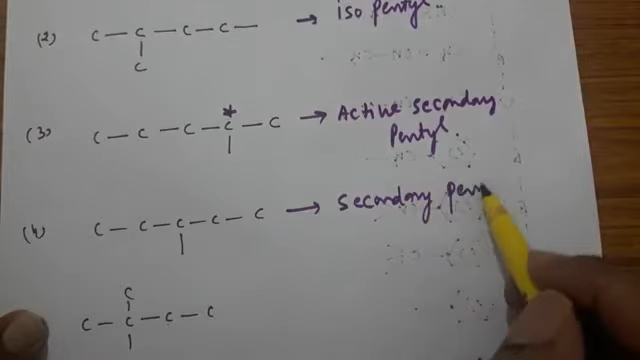 (2) C — C — C — C — → iso pentyl.
C
*
(3) C — C — C — C — C → Active secondary
Pentyl.
(4) C — C — C — C — C → Secondary pen
C
C — C — C — C